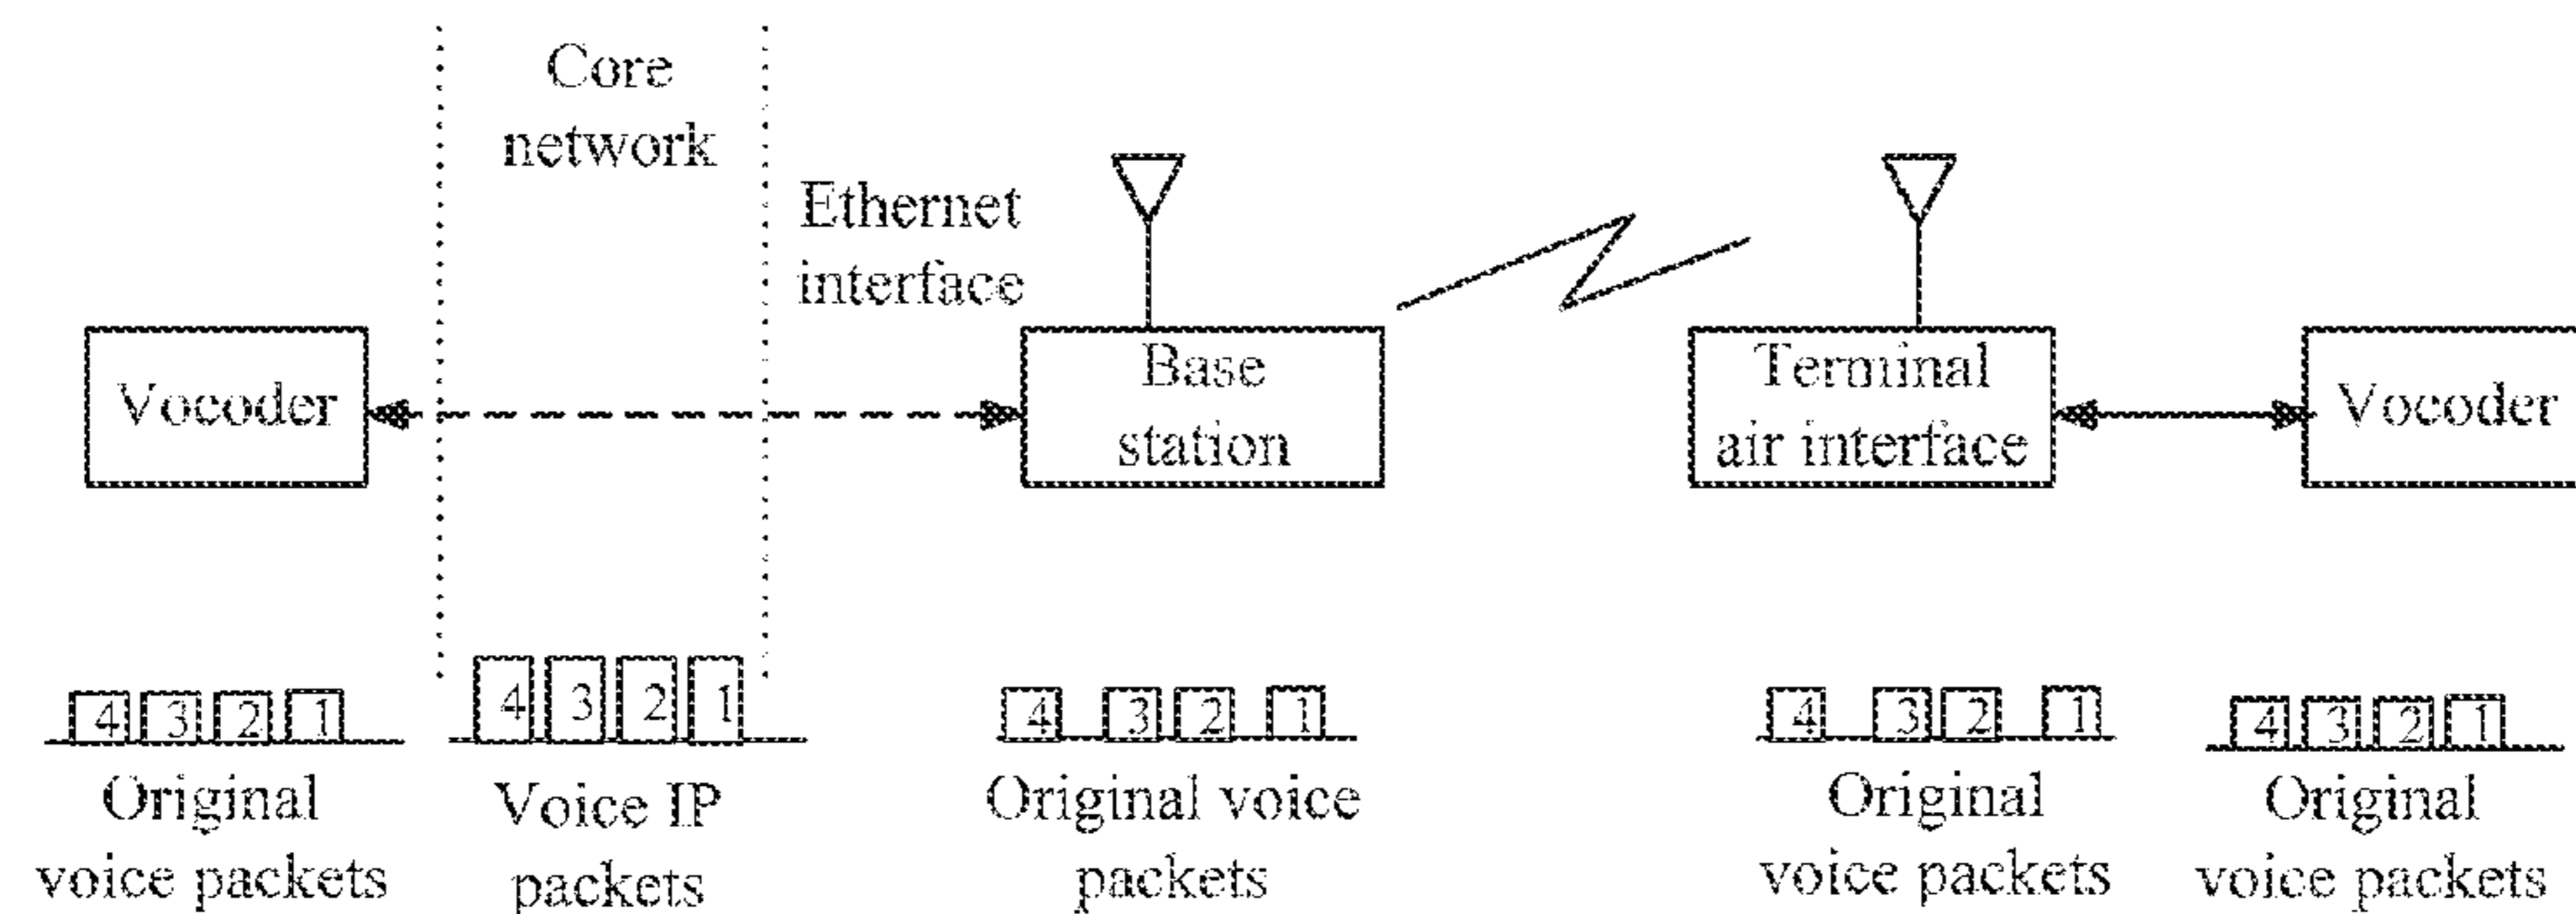 Core
network
Ethernet
interface
Vocoder
Base
station
Terminal
air interface
Vocoder
4 3 2 1
4 3 2 1
4 3 2 1
4 3 2 1
4 3 2 1
Original
voice packets
Voice IP
packets
Original voice
packets
Original
voice packets
Original
voice packets